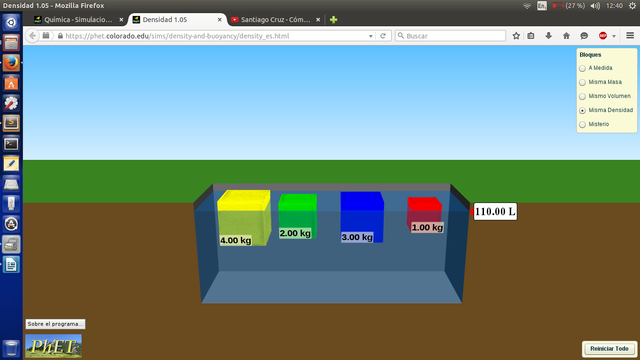 Densidad 1.05 - Mozilla Firefox
En
(27 %)
12:40
Química - Simulacio...
Densidad 1.05
Santiago Cruz - Cóm...
https://phet.colorado.edu/sims/density-and-buoyancy/density_es.html
Buscar
Bloques
A Medida
Misma Masa
Mismo Volumen
Misma Densidad
Misterio
110.00 L
4.00 kg
2.00 kg
3.00 kg
1.00 kg
Sobre el programa...
PhET
Reiniciar Todo